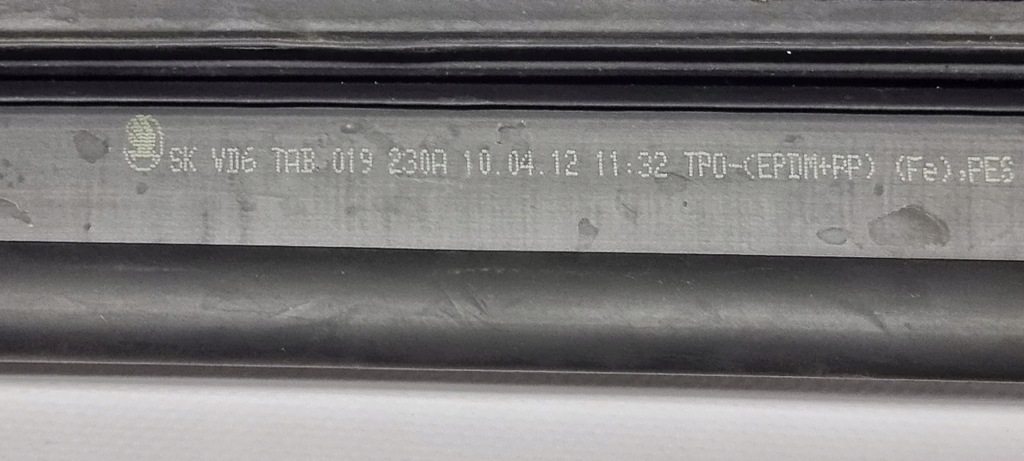 SK VD6 TAB 019 230A 10.04.12 11:32 TPO-(EPDM+PP) (Fe),PES